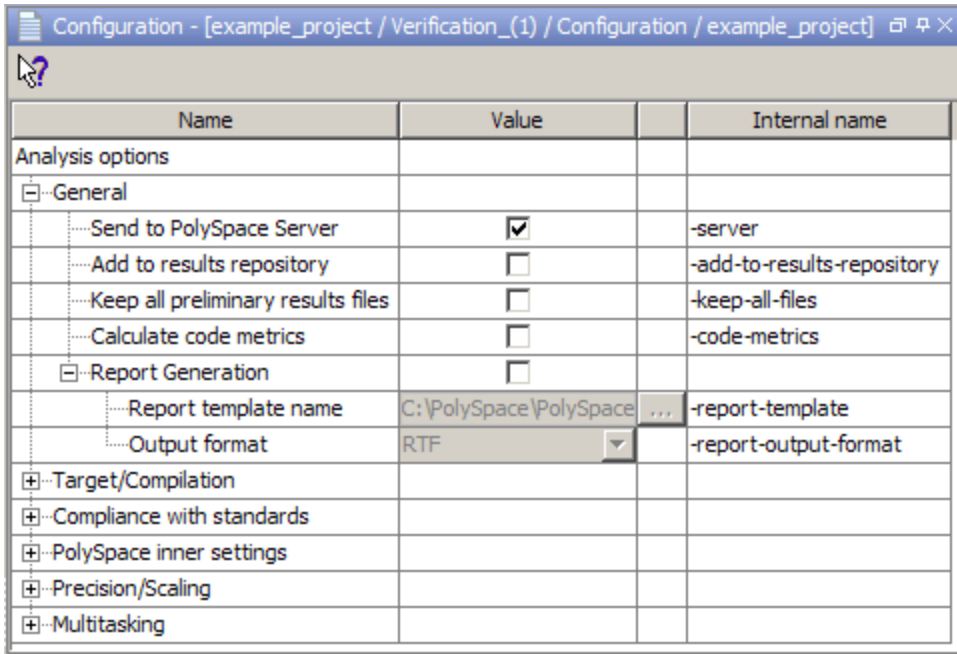 Configuration - [example_project / Verification_(1) / Configuration / example_project]
Name Value Internal name
Analysis options
General
Send to PolySpace Server -server
Add to results repository -add-to-results-repository
Keep all preliminary results files -keep-all-files
Calculate code metrics -code-metrics
Report Generation
Report template name C:\PolySpace\PolySpace ... -report-template
Output format RTF -report-output-format
Target/Compilation
Compliance with standards
PolySpace inner settings
Precision/Scaling
Multitasking